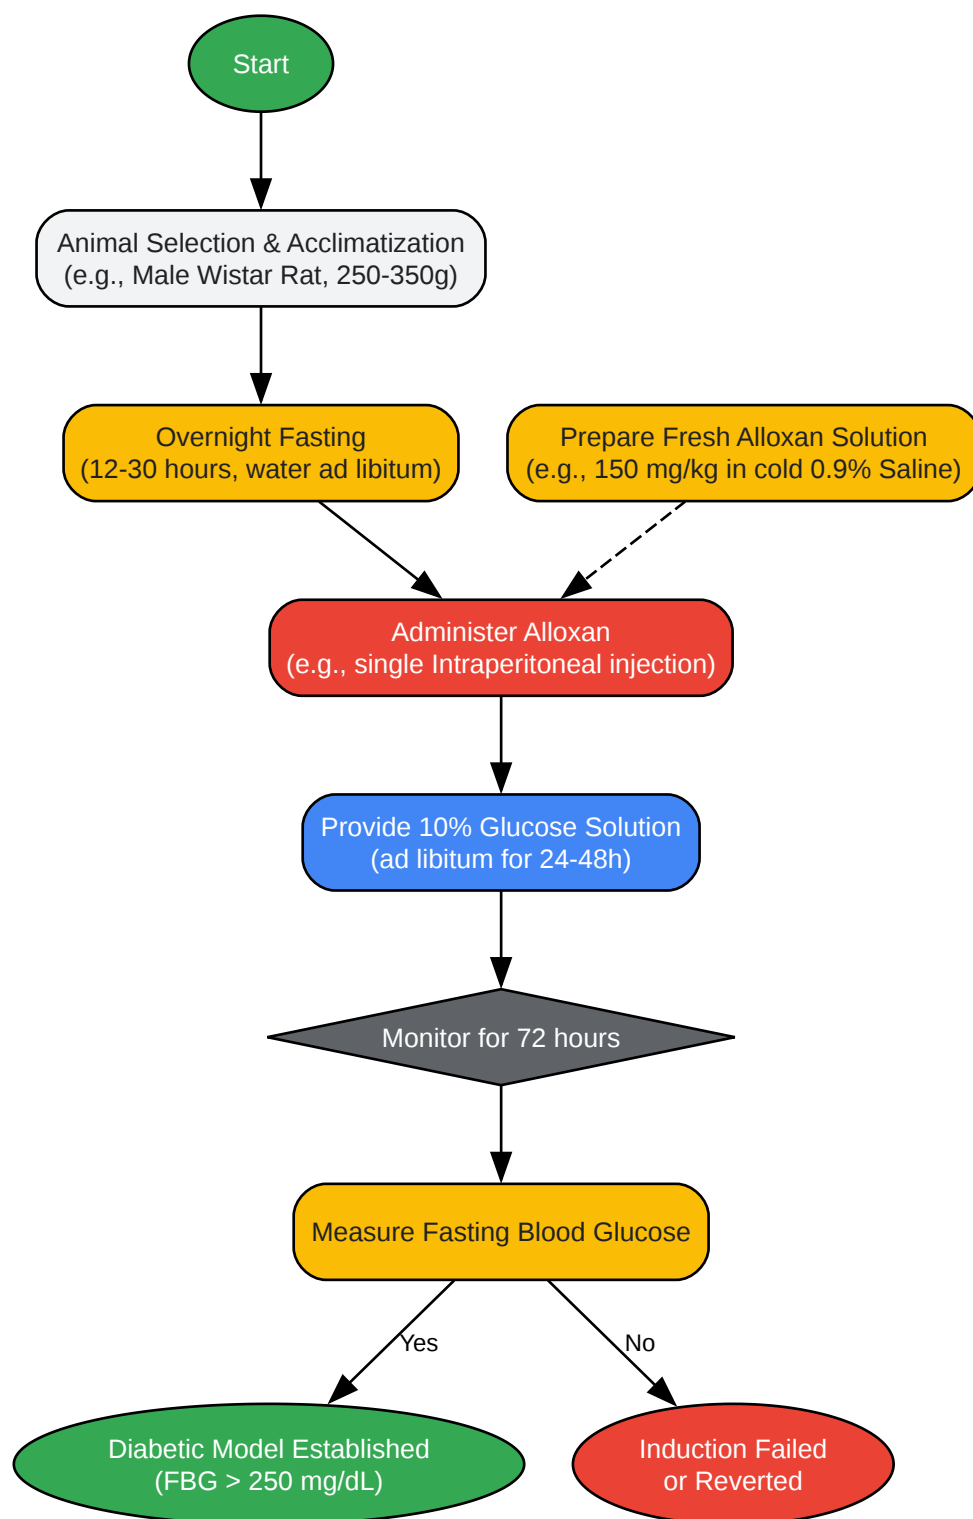 Start
Animal Selection & Acclimatization
(e.g., Male Wistar Rat, 250-350g)
Overnight Fasting
(12-30 hours, water ad libitum)
Prepare Fresh Alloxan Solution
(e.g., 150 mg/kg in cold 0.9% Saline)
Administer Alloxan
(e.g., single Intraperitoneal injection)
Provide 10% Glucose Solution
(ad libitum for 24-48h)
Monitor for 72 hours
Measure Fasting Blood Glucose
Yes
No
Diabetic Model Established
(FBG > 250 mg/dL)
Induction Failed
or Reverted